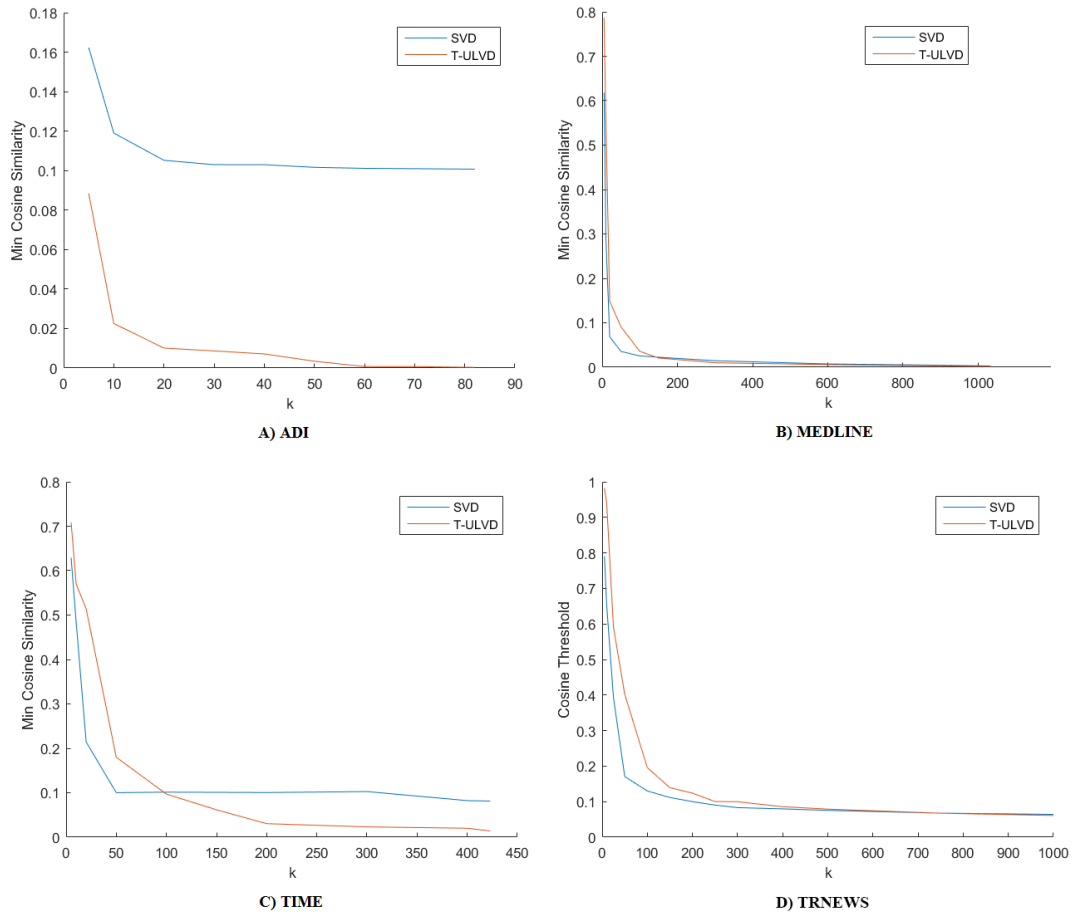 0.18
0.16
0.14
0.12
0.1
0.08
0.06
0.04
0.02
0
Min Cosine Similarity
SVD
T-ULVD
0 10 20 30 40 50 60 70 80 90
k
A) ADI
0.8
0.7
0.6
0.5
0.4
0.3
0.2
0.1
0
Min Cosine Similarity
SVD
T-ULVD
0 200 400 600 800 1000
k
B) MEDLINE
0.8
0.7
0.6
0.5
0.4
0.3
0.2
0.1
0
Min Cosine Similarity
SVD
T-ULVD
0 50 100 150 200 250 300 350 400 450
k
C) TIME
1
0.9
0.8
0.7
0.6
0.5
0.4
0.3
0.2
0.1
0
Cosine Threshold
SVD
T-ULVD
0 100 200 300 400 500 600 700 800 900 1000
k
D) TRNEWS